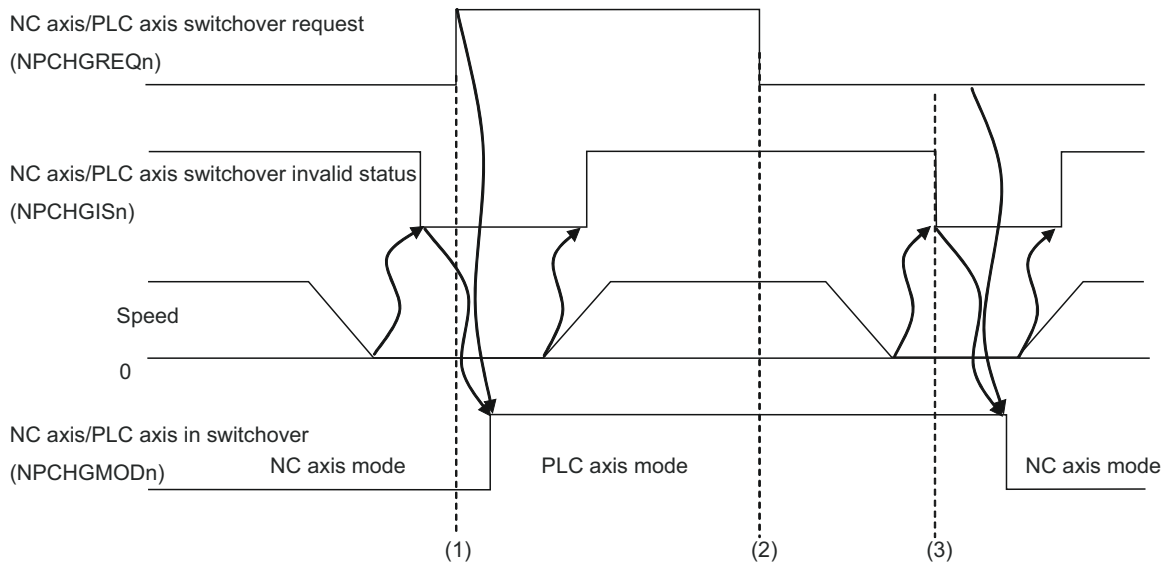 NC axis/PLC axis switchover request
(NPCHGREQn)
NC axis/PLC axis switchover invalid status
(NPCHGISn)
Speed
0
NC axis/PLC axis in switchover
(NPCHGMODn)
NC axis mode
PLC axis mode
NC axis mode
(1)
(2)
(3)